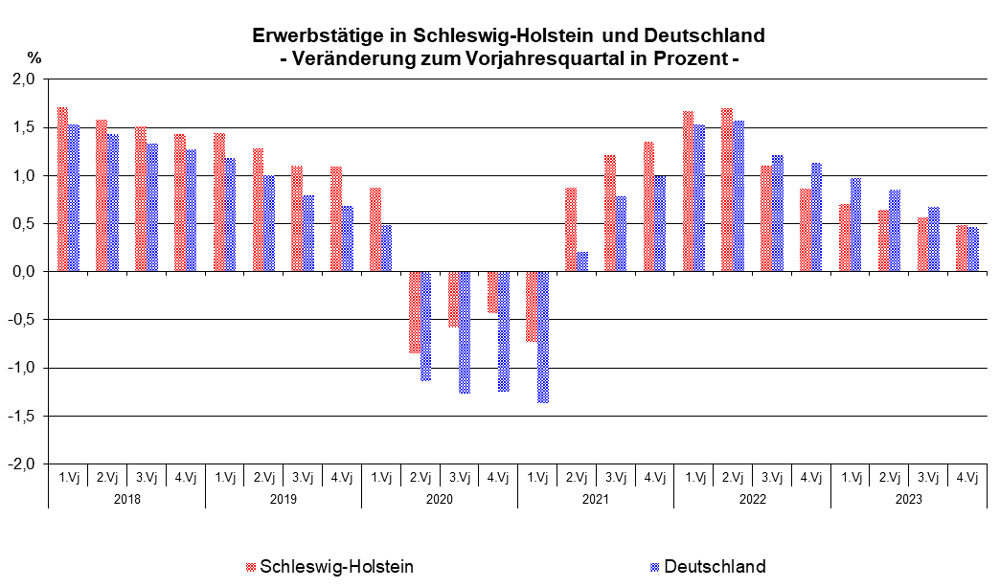 Erwerbstätige in Schleswig-Holstein und Deutschland
- Veränderung zum Vorjahresquartal in Prozent -
%
2,0
1,5
1,0
0,5
0,0
-0,5
-1,0
-1,5
-2,0
1.Vj 2.Vj 3.Vj 4.Vj 1.Vj 2.Vj 3.Vj 4.Vj 1.Vj 2.Vj 3.Vj 4.Vj 1.Vj 2.Vj 3.Vj 4.Vj 1.Vj 2.Vj 3.Vj 4.Vj 1.Vj 2.Vj 3.Vj 4.Vj
2018 2019 2020 2021 2022 2023
Schleswig-Holstein Deutschland